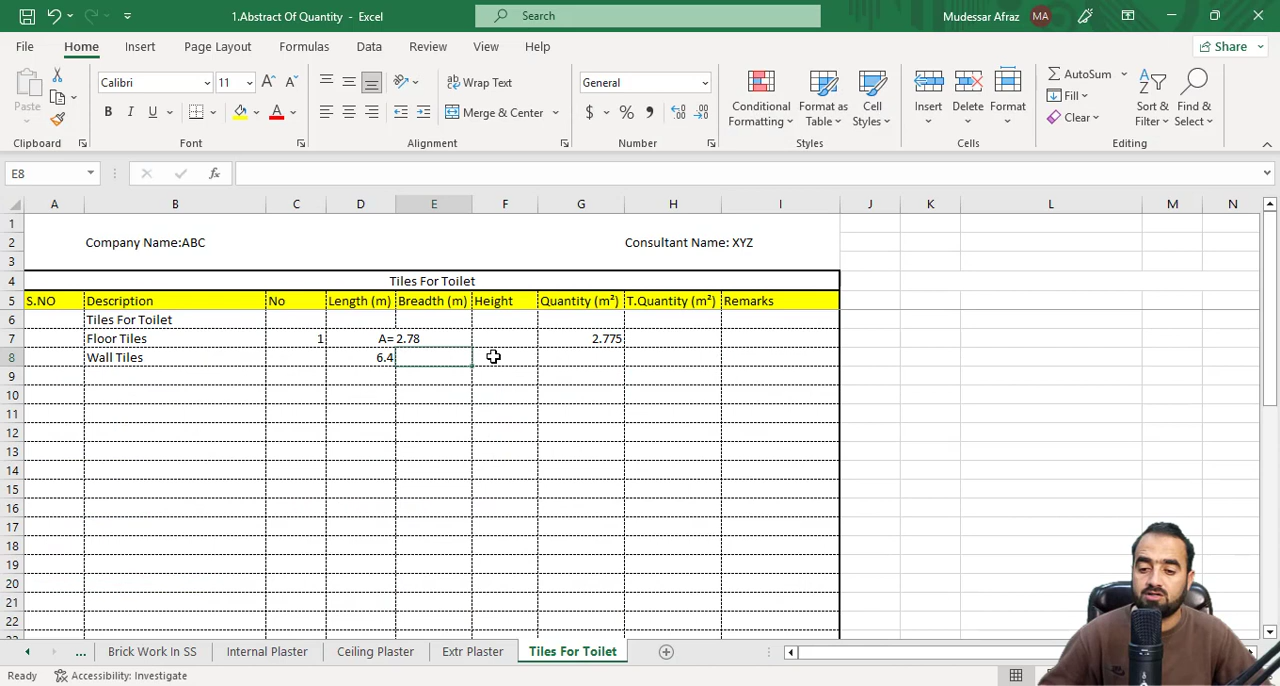 1.Abstract Of Quantity - Excel
Search
Mudessar Afraz
MA
File Home Insert Page Layout Formulas Data Review View Help
Share
Paste
Calibri 11
B I U
Wrap Text
Merge & Center
General
$ %
Conditional Formatting
Format as Table
Cell Styles
Insert
Delete
Format
AutoSum
Fill
Clear
Sort & Filter
Find & Select
Clipboard Font Alignment Number Styles Cells Editing
E8
fx
A B C D E F G H I J K L M N
1
2 Company Name:ABC Consultant Name: XYZ
3
4 Tiles For Toilet
5 S.NO Description No Length (m) Breadth (m) Height Quantity (m²) T.Quantity (m²) Remarks
6 Tiles For Toilet
7 Floor Tiles 1 A= 2.78 2.775
8 Wall Tiles 6.4
9
10
11
12
13
14
15
16
17
18
19
20
21
22
... Brick Work In SS Internal Plaster Ceiling Plaster Extr Plaster Tiles For Toilet
Ready Accessibility: Investigate